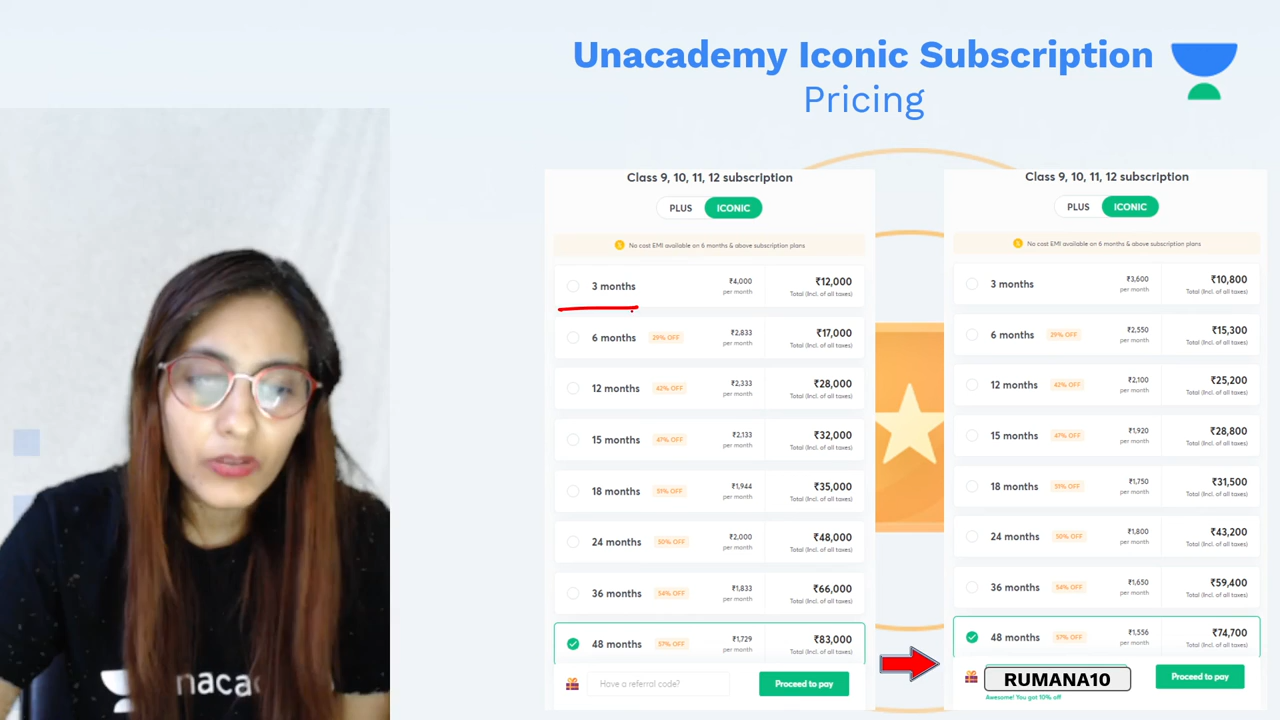 Unacademy Iconic Subscription
Pricing
Class 9, 10, 11, 12 subscription
PLUS ICONIC
No cost EMI available on 6 months & above subscription plans
3 months ₹4,000 per month ₹12,000 Total (Incl. of all taxes)
6 months 29% OFF ₹2,833 per month ₹17,000 Total (Incl. of all taxes)
12 months 42% OFF ₹2,333 per month ₹28,000 Total (Incl. of all taxes)
15 months 47% OFF ₹2,133 per month ₹32,000 Total (Incl. of all taxes)
18 months 51% OFF ₹1,944 per month ₹35,000 Total (Incl. of all taxes)
24 months 50% OFF ₹2,000 per month ₹48,000 Total (Incl. of all taxes)
36 months 54% OFF ₹1,833 per month ₹66,000 Total (Incl. of all taxes)
48 months 57% OFF ₹1,729 per month ₹83,000 Total (Incl. of all taxes)
Have a referral code? Proceed to pay
Class 9, 10, 11, 12 subscription
PLUS ICONIC
No cost EMI available on 6 months & above subscription plans
3 months ₹3,600 per month ₹10,800 Total (Incl. of all taxes)
6 months 29% OFF ₹2,550 per month ₹15,300 Total (Incl. of all taxes)
12 months 42% OFF ₹2,100 per month ₹25,200 Total (Incl. of all taxes)
15 months 47% OFF ₹1,920 per month ₹28,800 Total (Incl. of all taxes)
18 months 51% OFF ₹1,750 per month ₹31,500 Total (Incl. of all taxes)
24 months 50% OFF ₹1,800 per month ₹43,200 Total (Incl. of all taxes)
36 months 54% OFF ₹1,650 per month ₹59,400 Total (Incl. of all taxes)
48 months 57% OFF ₹1,556 per month ₹74,700 Total (Incl. of all taxes)
RUMANA10 Proceed to pay
Awesome! You got 10% off